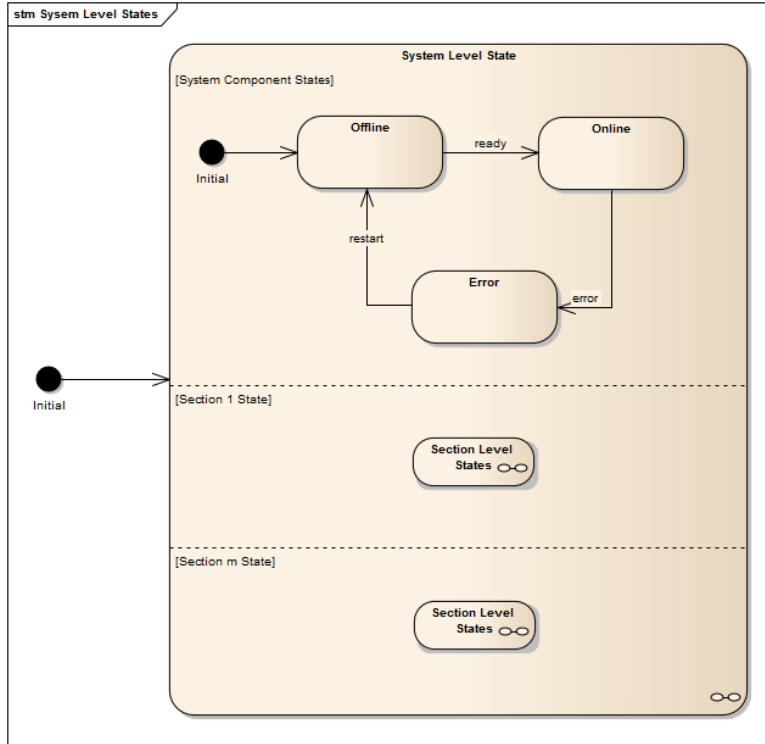 stm Sysem Level States
System Level State
[System Component States]
Offline
Online
ready
Initial
restart
Error
error
Initial
[Section 1 State]
Section Level
States
[Section m State]
Section Level
States